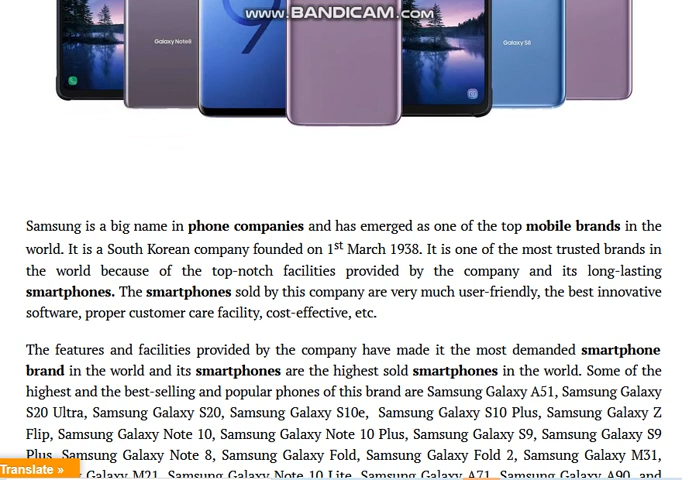 www.BANDICAM.com
Galaxy Note8
Galaxy S8
Samsung is a big name in phone companies and has emerged as one of the top mobile brands in the
world. It is a South Korean company founded on 1st March 1938. It is one of the most trusted brands in
the world because of the top-notch facilities provided by the company and its long-lasting
smartphones. The smartphones sold by this company are very much user-friendly, the best innovative
software, proper customer care facility, cost-effective, etc.
The features and facilities provided by the company have made it the most demanded smartphone
brand in the world and its smartphones are the highest sold smartphones in the world. Some of the
highest and the best-selling and popular phones of this brand are Samsung Galaxy A51, Samsung Galaxy
S20 Ultra, Samsung Galaxy S20, Samsung Galaxy S10e, Samsung Galaxy S10 Plus, Samsung Galaxy Z
Flip, Samsung Galaxy Note 10, Samsung Galaxy Note 10 Plus, Samsung Galaxy S9, Samsung Galaxy S9
Plus, Samsung Galaxy Note 8, Samsung Galaxy Fold, Samsung Galaxy Fold 2, Samsung Galaxy M31,
Translate »
Galaxy M21, Samsung Galaxy Note 10 Lite, Samsung Galaxy A71, Samsung Galaxy A90, and